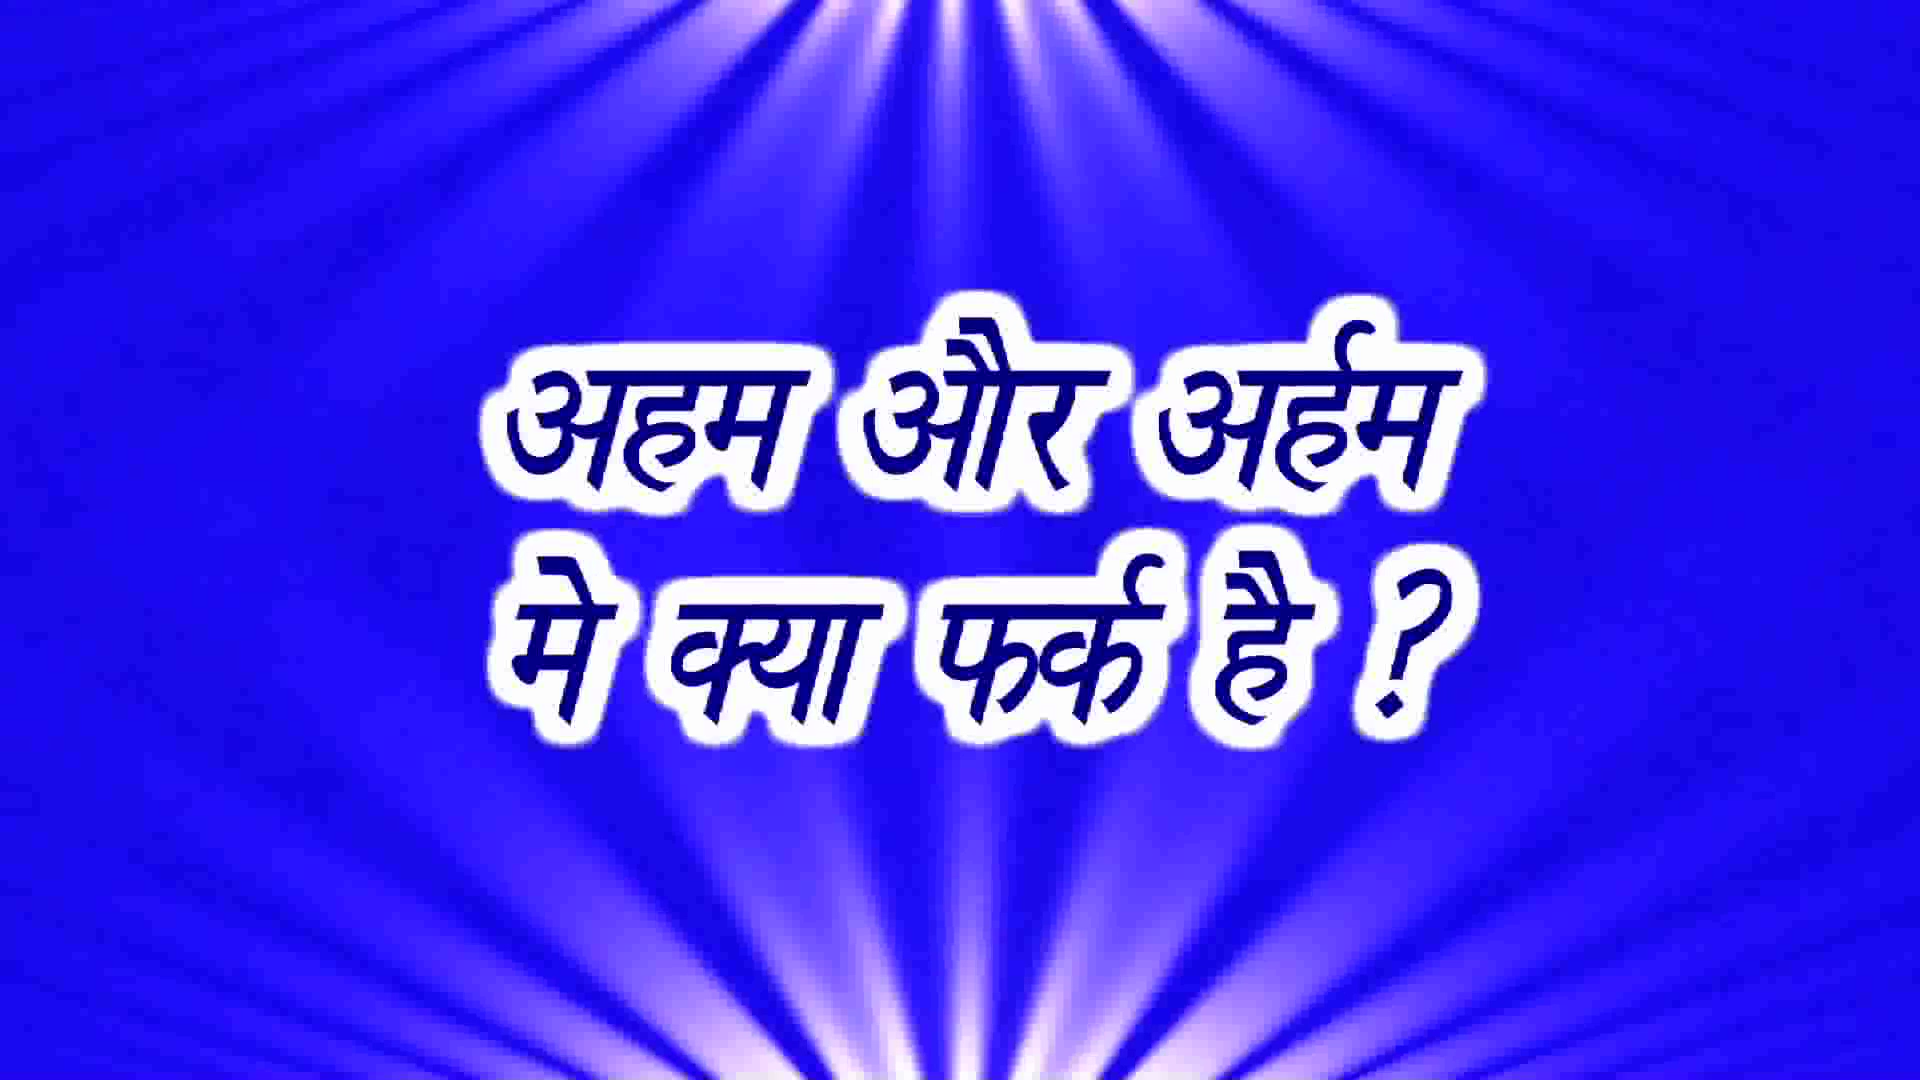 अहम और अर्हम
मे क्या फर्क है ?